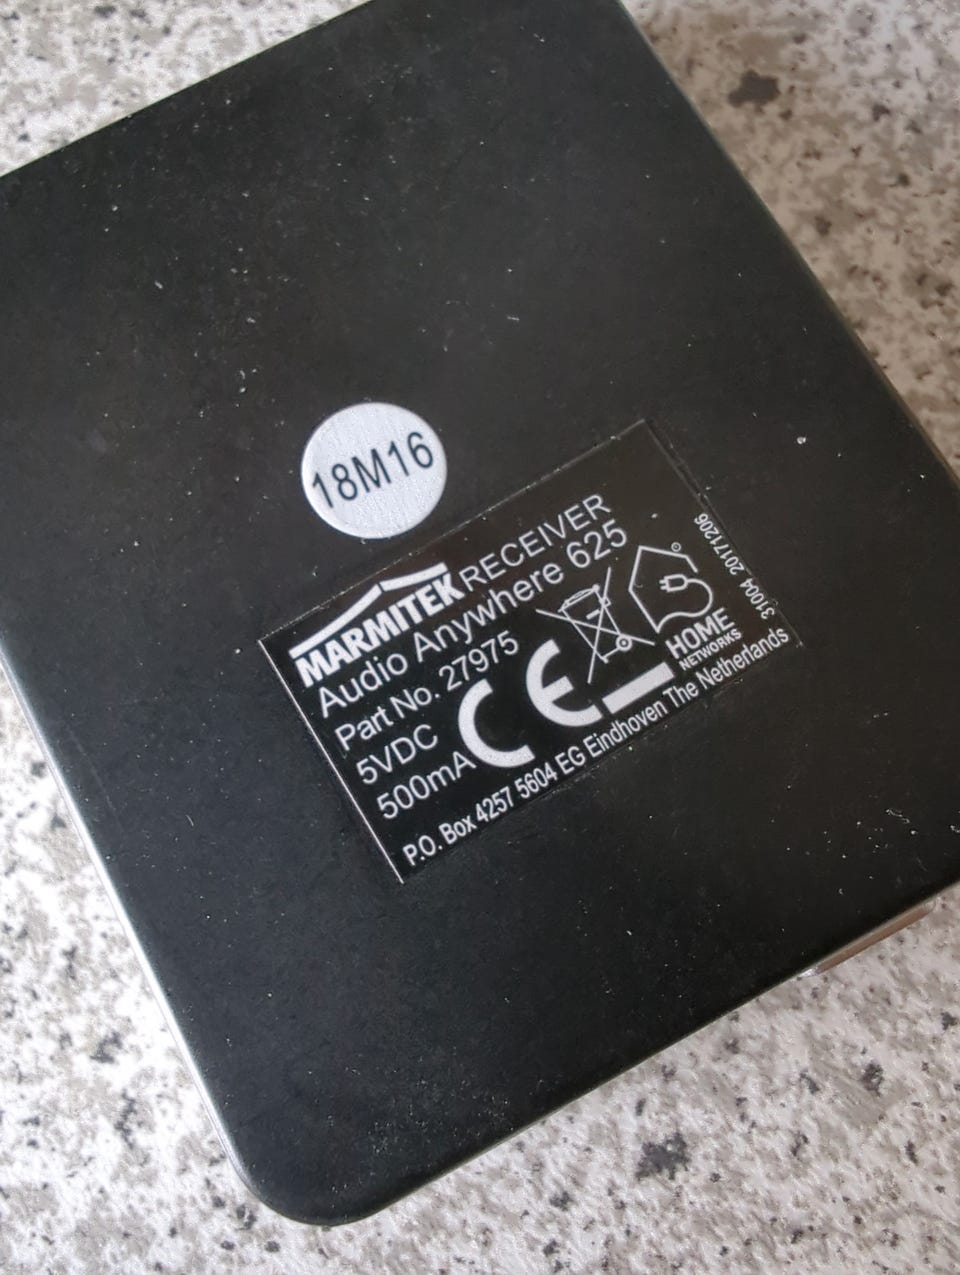 18M16
MARMITEK RECEIVER
Audio Anywhere 625
Part No. 27975
5VDC
500mA
CE
HOME
NETWORKS
P.O. Box 4257 5604 EG Eindhoven The Netherlands
31004 20171206